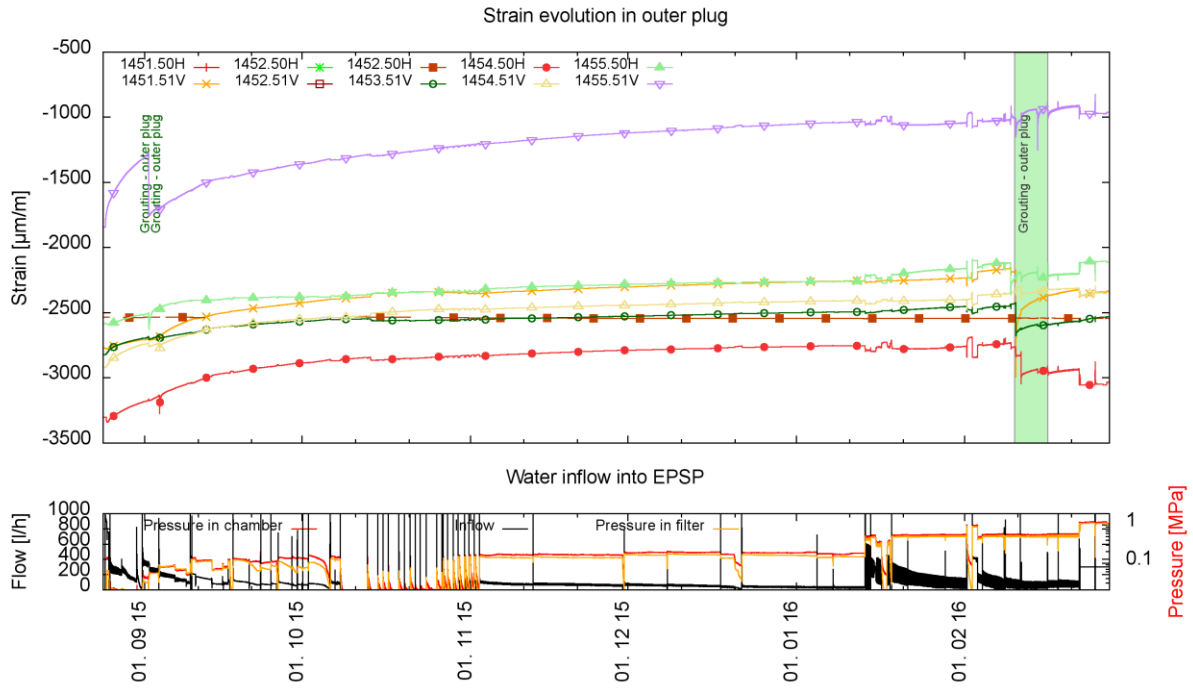 Strain evolution in outer plug
-500
-1000
-1500
-2000
-2500
-3000
-3500
Strain [µm/m]
1451.50H 1452.50H 1452.50H 1454.50H 1455.50H
1451.51V 1452.51V 1453.51V 1454.51V 1455.51V
Grouting - outer plug
Grouting - outer plug
Grouting - outer plug
Water inflow into EPSP
1000
800
600
400
200
0
Flow [l/h]
Pressure in chamber Inflow Pressure in filter
1
0.1
Pressure [MPa]
01. 09 15
01. 10 15
01. 11 15
01. 12 15
01. 01 16
01. 02 16